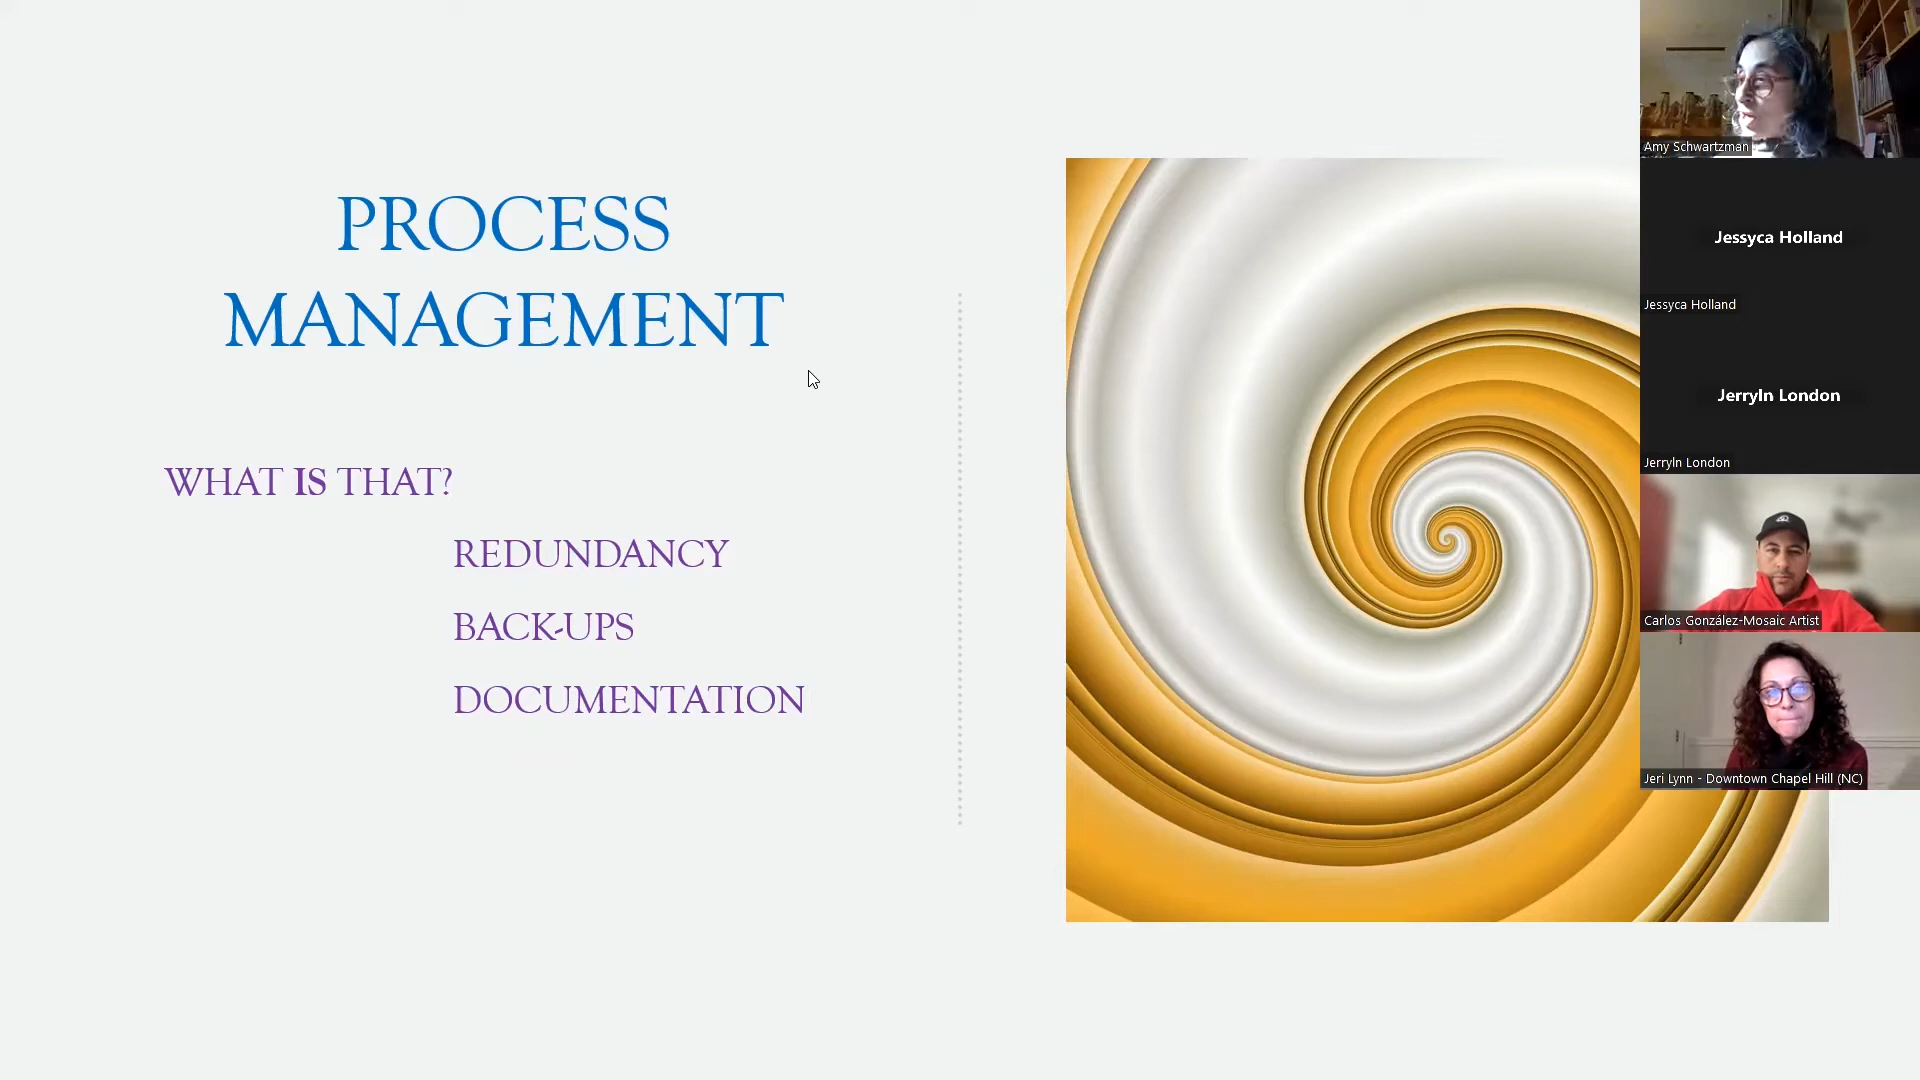 PROCESS
MANAGEMENT
WHAT IS THAT?
REDUNDANCY
BACK-UPS
DOCUMENTATION
Amy Schwartzman
Jessyca Holland
Jessyca Holland
Jerryln London
Jerryln London
Carlos González-Mosaic Artist
Jeri Lynn - Downtown Chapel Hill (NC)